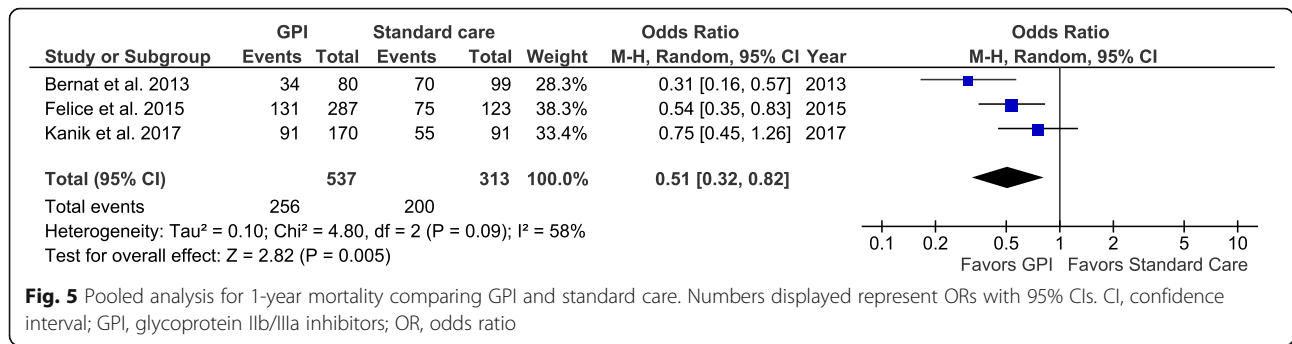 GPI Standard care Odds Ratio Odds Ratio
Study or Subgroup Events Total Events Total Weight M-H, Random, 95% CI Year M-H, Random, 95% CI
Bernat et al. 2013 34 80 70 99 28.3% 0.31 [0.16, 0.57] 2013
Felice et al. 2015 131 287 75 123 38.3% 0.54 [0.35, 0.83] 2015
Kanik et al. 2017 91 170 55 91 33.4% 0.75 [0.45, 1.26] 2017
Total (95% CI) 537 313 100.0% 0.51 [0.32, 0.82]
Total events 256 200
Heterogeneity: Tau² = 0.10; Chi² = 4.80, df = 2 (P = 0.09); I² = 58%
Test for overall effect: Z = 2.82 (P = 0.005)
0.1 0.2 0.5 1 2 5 10
Favors GPI Favors Standard Care
Fig. 5 Pooled analysis for 1-year mortality comparing GPI and standard care. Numbers displayed represent ORs with 95% CIs. CI, confidence
interval; GPI, glycoprotein IIb/IIIa inhibitors; OR, odds ratio